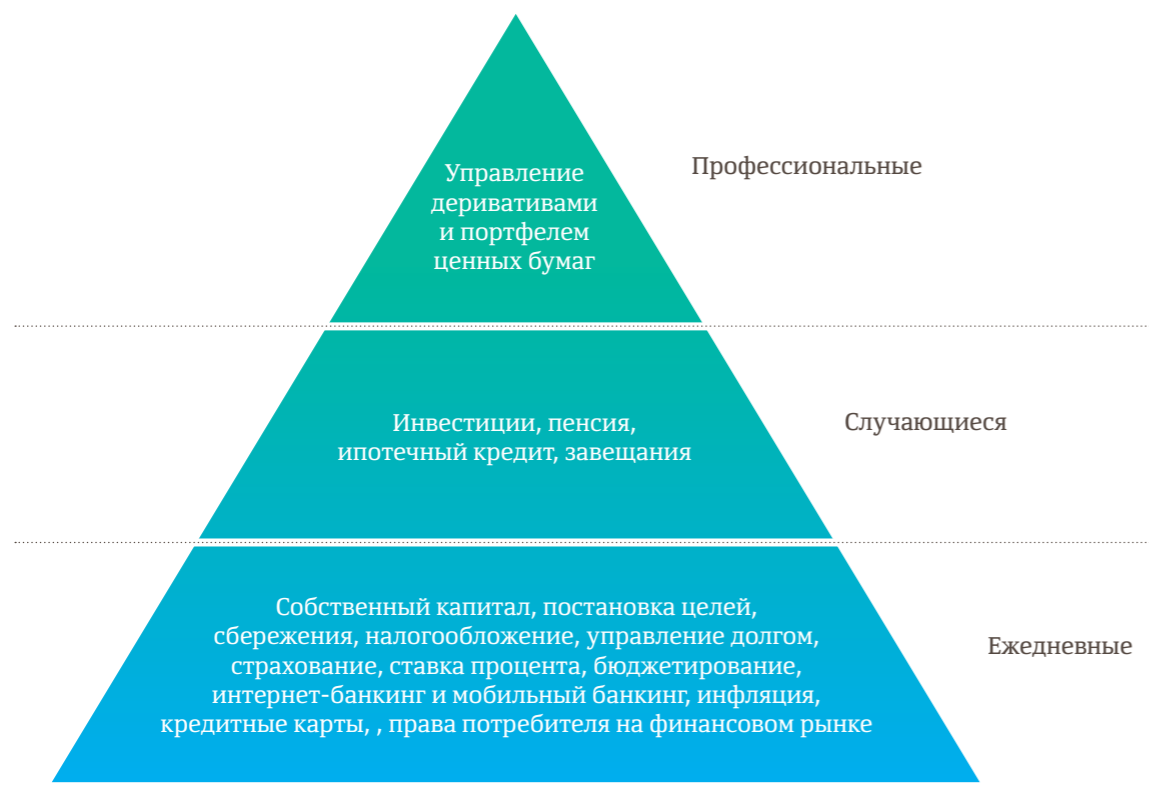 Управление
деривативами
и портфелем
ценных бумаг
Профессиональные
Инвестиции, пенсия,
ипотечный кредит, завещания
Случающиеся
Собственный капитал, постановка целей,
сбережения, налогообложение, управление долгом,
страхование, ставка процента, бюджетирование,
интернет-банкинг и мобильный банкинг, инфляция,
кредитные карты, , права потребителя на финансовом рынке
Ежедневные